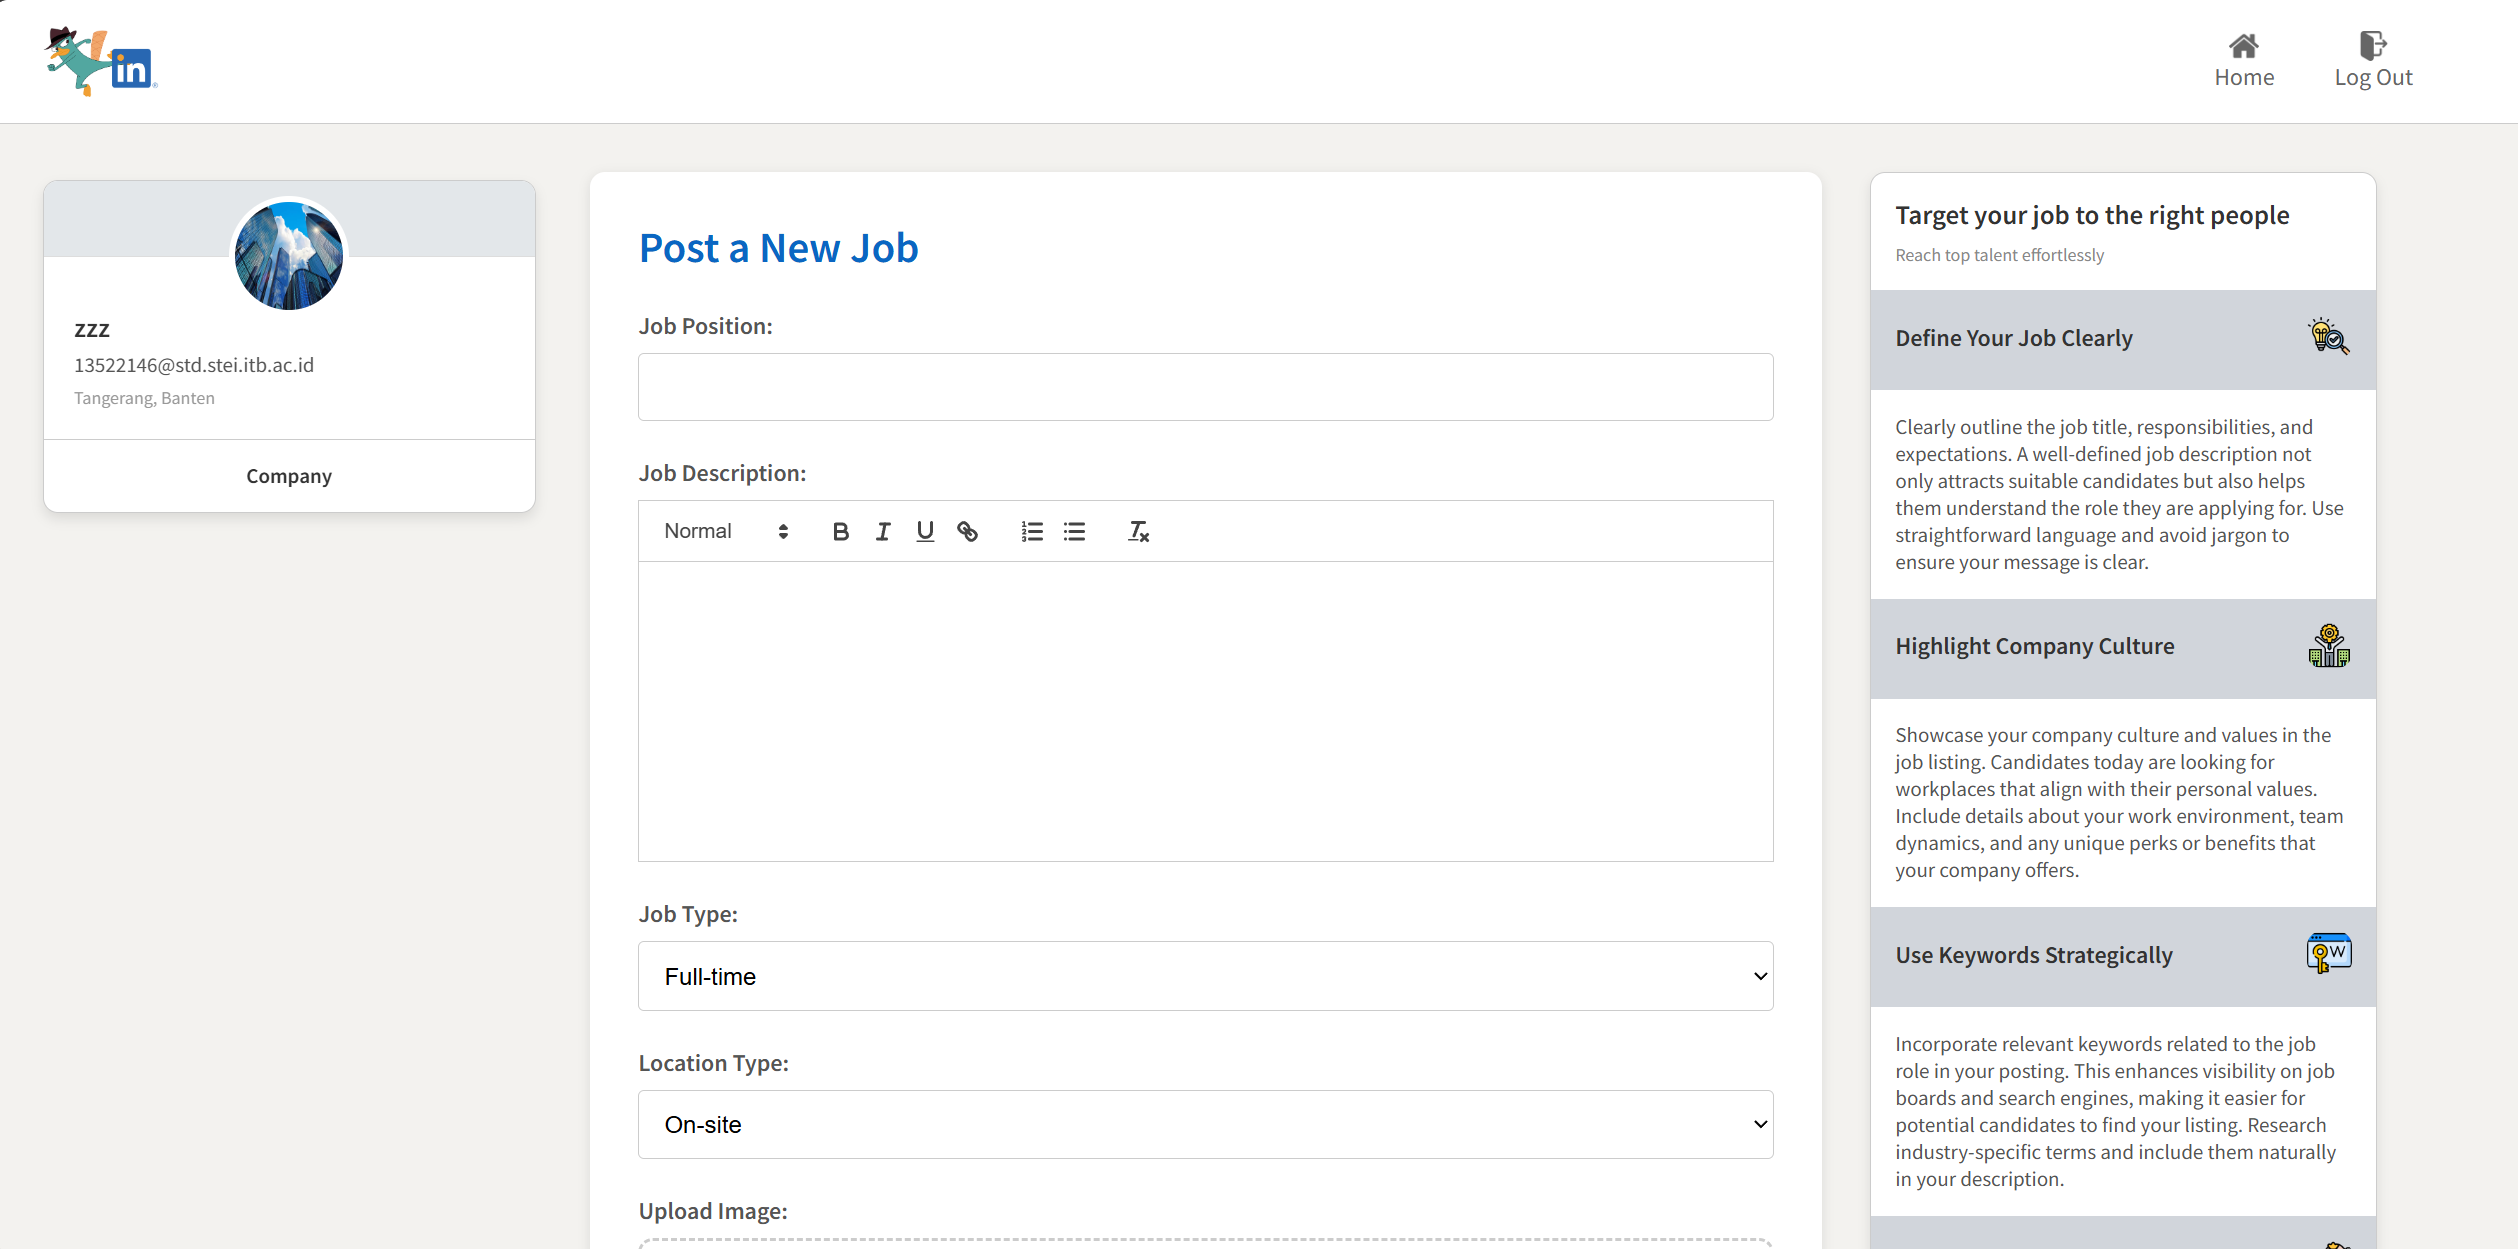 in
Home
Log Out
zzz
13522146@std.stei.itb.ac.id
Tangerang, Banten
Company
Post a New Job
Job Position:
Job Description:
Normal
B I U
Job Type:
Full-time
Location Type:
On-site
Upload Image:
Target your job to the right people
Reach top talent effortlessly
Define Your Job Clearly
Clearly outline the job title, responsibilities, and
expectations. A well-defined job description not
only attracts suitable candidates but also helps
them understand the role they are applying for. Use
straightforward language and avoid jargon to
ensure your message is clear.
Highlight Company Culture
Showcase your company culture and values in the
job listing. Candidates today are looking for
workplaces that align with their personal values.
Include details about your work environment, team
dynamics, and any unique perks or benefits that
your company offers.
Use Keywords Strategically
W
Incorporate relevant keywords related to the job
role in your posting. This enhances visibility on job
boards and search engines, making it easier for
potential candidates to find your listing. Research
industry-specific terms and include them naturally
in your description.